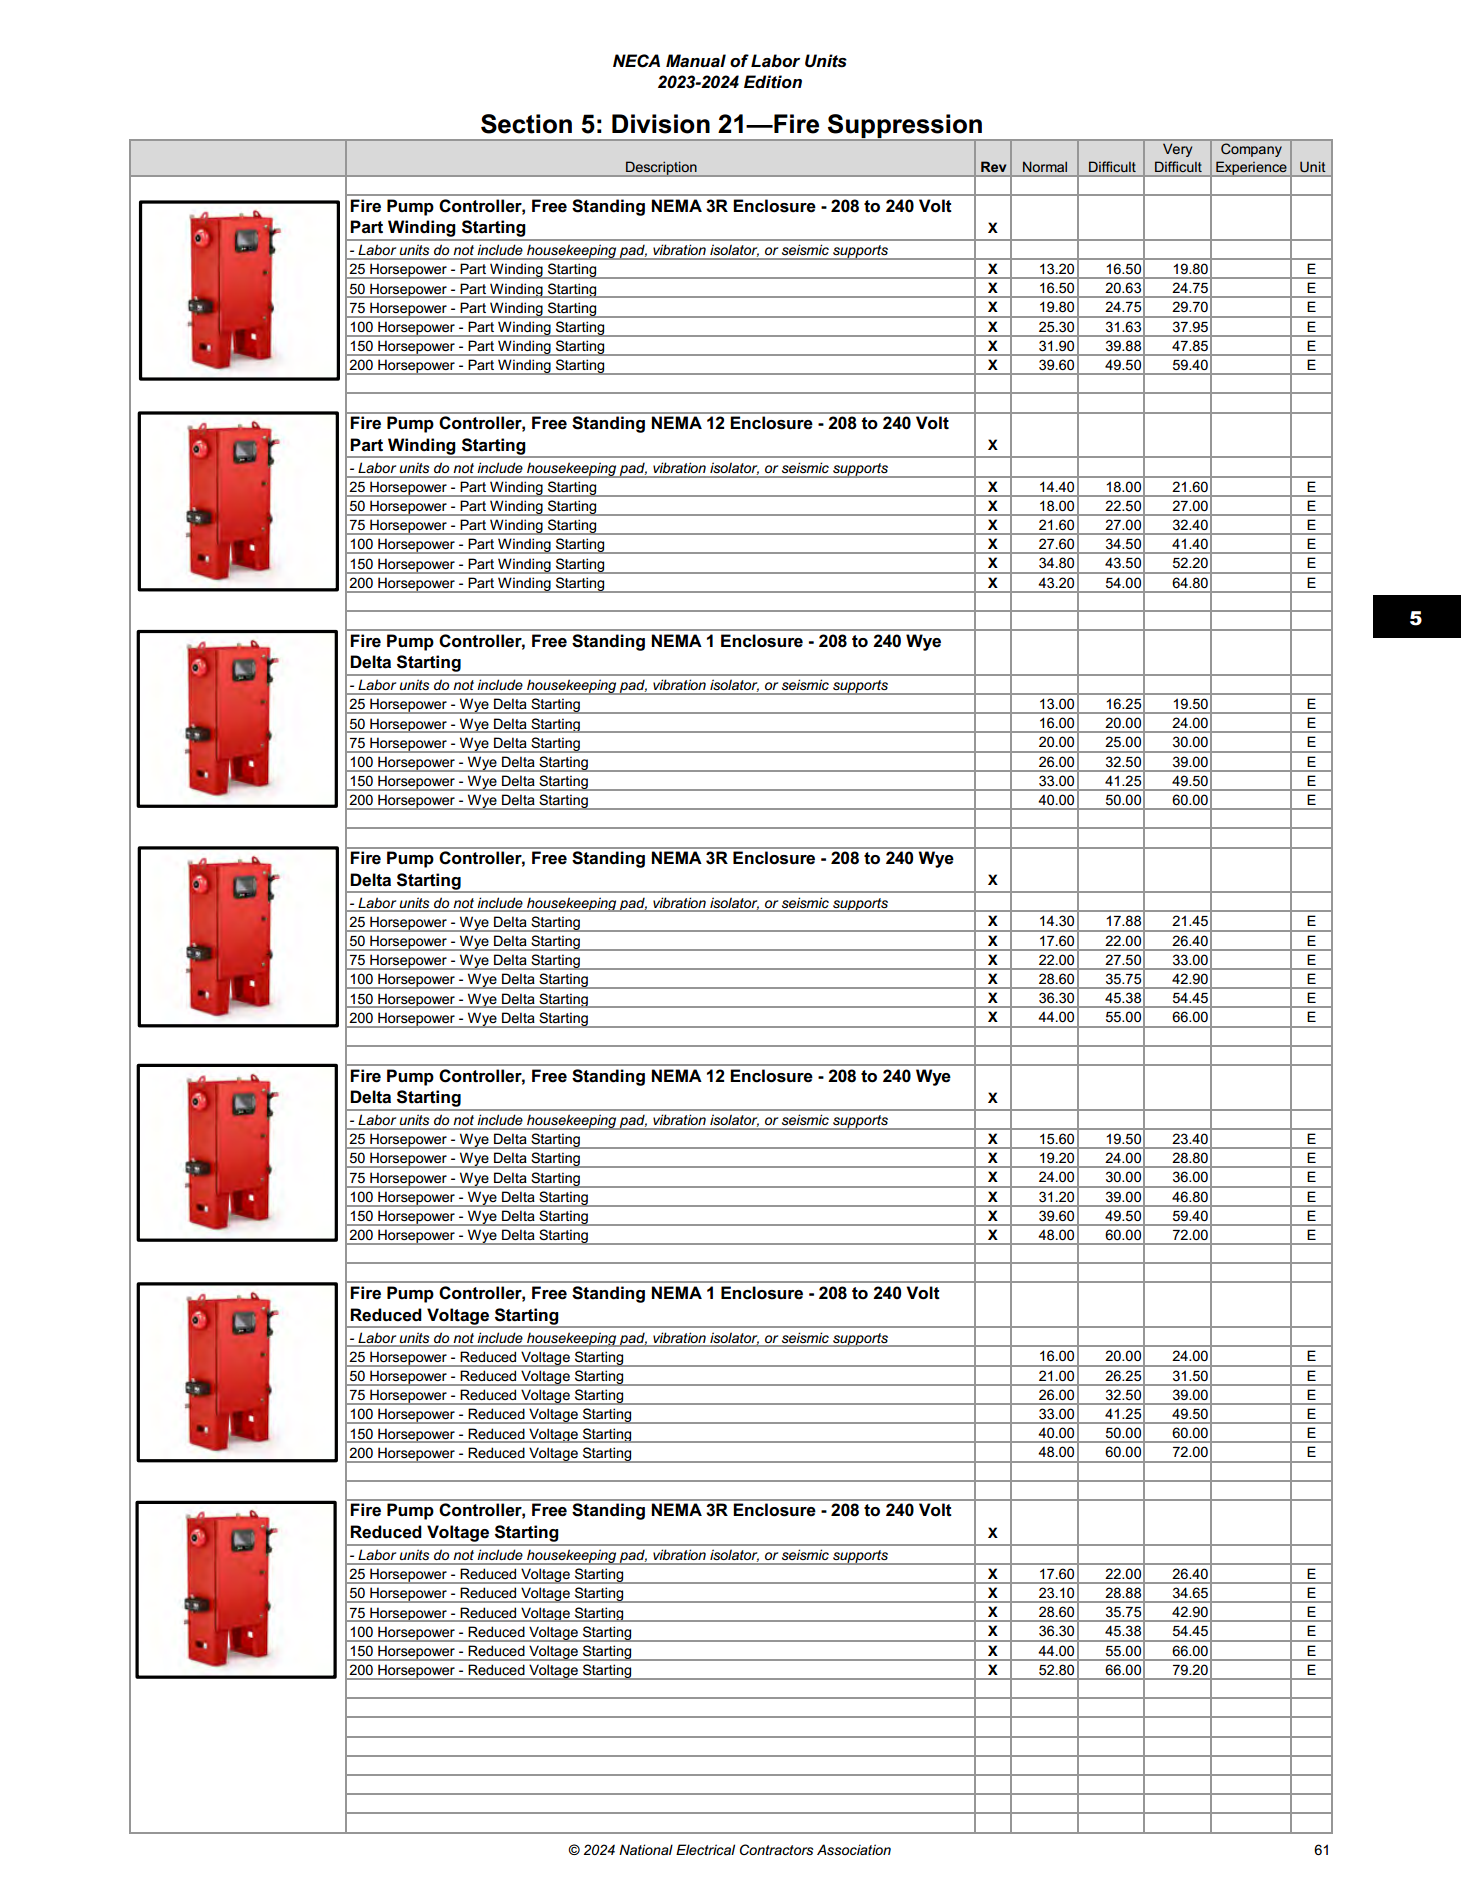 NECA Manual of Labor Units
2023-2024 Edition
Section 5: Division 21—Fire Suppression
Description Rev Normal Difficult Very Difficult Company Experience Unit
Fire Pump Controller, Free Standing NEMA 3R Enclosure - 208 to 240 Volt
Part Winding Starting X
- Labor units do not include housekeeping pad, vibration isolator, or seismic supports
25 Horsepower - Part Winding Starting X 13.20 16.50 19.80 E
50 Horsepower - Part Winding Starting X 16.50 20.63 24.75 E
75 Horsepower - Part Winding Starting X 19.80 24.75 29.70 E
100 Horsepower - Part Winding Starting X 25.30 31.63 37.95 E
150 Horsepower - Part Winding Starting X 31.90 39.88 47.85 E
200 Horsepower - Part Winding Starting X 39.60 49.50 59.40 E
Fire Pump Controller, Free Standing NEMA 12 Enclosure - 208 to 240 Volt
Part Winding Starting X
- Labor units do not include housekeeping pad, vibration isolator, or seismic supports
25 Horsepower - Part Winding Starting X 14.40 18.00 21.60 E
50 Horsepower - Part Winding Starting X 18.00 22.50 27.00 E
75 Horsepower - Part Winding Starting X 21.60 27.00 32.40 E
100 Horsepower - Part Winding Starting X 27.60 34.50 41.40 E
150 Horsepower - Part Winding Starting X 34.80 43.50 52.20 E
200 Horsepower - Part Winding Starting X 43.20 54.00 64.80 E
5
Fire Pump Controller, Free Standing NEMA 1 Enclosure - 208 to 240 Wye
Delta Starting
- Labor units do not include housekeeping pad, vibration isolator, or seismic supports
25 Horsepower - Wye Delta Starting 13.00 16.25 19.50 E
50 Horsepower - Wye Delta Starting 16.00 20.00 24.00 E
75 Horsepower - Wye Delta Starting 20.00 25.00 30.00 E
100 Horsepower - Wye Delta Starting 26.00 32.50 39.00 E
150 Horsepower - Wye Delta Starting 33.00 41.25 49.50 E
200 Horsepower - Wye Delta Starting 40.00 50.00 60.00 E
Fire Pump Controller, Free Standing NEMA 3R Enclosure - 208 to 240 Wye
Delta Starting X
- Labor units do not include housekeeping pad, vibration isolator, or seismic supports
25 Horsepower - Wye Delta Starting X 14.30 17.88 21.45 E
50 Horsepower - Wye Delta Starting X 17.60 22.00 26.40 E
75 Horsepower - Wye Delta Starting X 22.00 27.50 33.00 E
100 Horsepower - Wye Delta Starting X 28.60 35.75 42.90 E
150 Horsepower - Wye Delta Starting X 36.30 45.38 54.45 E
200 Horsepower - Wye Delta Starting X 44.00 55.00 66.00 E
Fire Pump Controller, Free Standing NEMA 12 Enclosure - 208 to 240 Wye
Delta Starting X
- Labor units do not include housekeeping pad, vibration isolator, or seismic supports
25 Horsepower - Wye Delta Starting X 15.60 19.50 23.40 E
50 Horsepower - Wye Delta Starting X 19.20 24.00 28.80 E
75 Horsepower - Wye Delta Starting X 24.00 30.00 36.00 E
100 Horsepower - Wye Delta Starting X 31.20 39.00 46.80 E
150 Horsepower - Wye Delta Starting X 39.60 49.50 59.40 E
200 Horsepower - Wye Delta Starting X 48.00 60.00 72.00 E
Fire Pump Controller, Free Standing NEMA 1 Enclosure - 208 to 240 Volt
Reduced Voltage Starting
- Labor units do not include housekeeping pad, vibration isolator, or seismic supports
25 Horsepower - Reduced Voltage Starting 16.00 20.00 24.00 E
50 Horsepower - Reduced Voltage Starting 21.00 26.25 31.50 E
75 Horsepower - Reduced Voltage Starting 26.00 32.50 39.00 E
100 Horsepower - Reduced Voltage Starting 33.00 41.25 49.50 E
150 Horsepower - Reduced Voltage Starting 40.00 50.00 60.00 E
200 Horsepower - Reduced Voltage Starting 48.00 60.00 72.00 E
Fire Pump Controller, Free Standing NEMA 3R Enclosure - 208 to 240 Volt
Reduced Voltage Starting X
- Labor units do not include housekeeping pad, vibration isolator, or seismic supports
25 Horsepower - Reduced Voltage Starting X 17.60 22.00 26.40 E
50 Horsepower - Reduced Voltage Starting X 23.10 28.88 34.65 E
75 Horsepower - Reduced Voltage Starting X 28.60 35.75 42.90 E
100 Horsepower - Reduced Voltage Starting X 36.30 45.38 54.45 E
150 Horsepower - Reduced Voltage Starting X 44.00 55.00 66.00 E
200 Horsepower - Reduced Voltage Starting X 52.80 66.00 79.20 E
© 2024 National Electrical Contractors Association 61